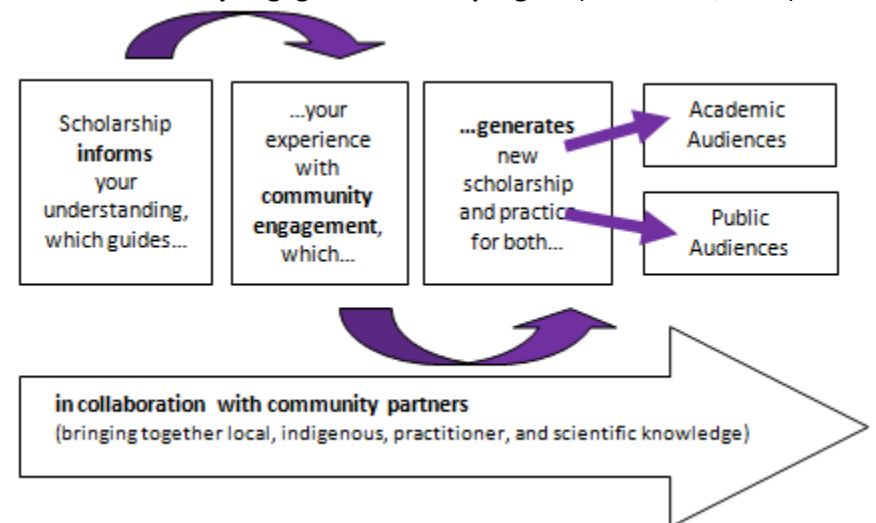 Scholarship
informs
your
understanding,
which guides...
...your
experience
with
community
engagement,
which...
...generates
new
scholarship
and practice
for both...
Academic
Audiences
Public
Audiences
in collaboration with community partners
(bringing together local, indigenous, practitioner, and scientific knowledge)